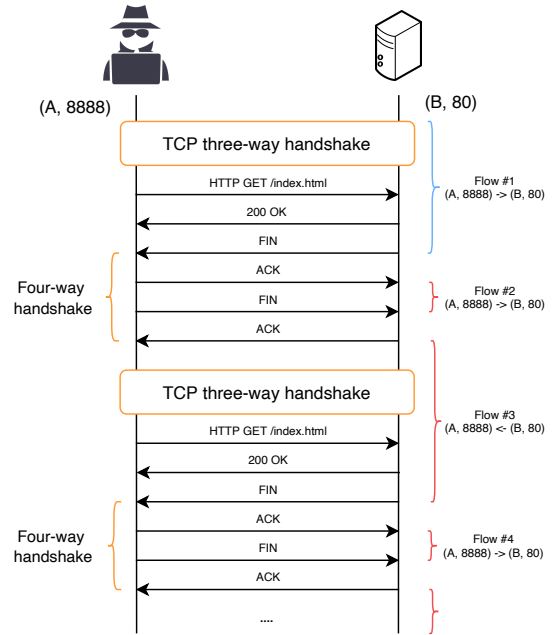 (A, 8888)
(B, 80)
TCP three-way handshake
HTTP GET /index.html
Flow #1
(A, 8888) -> (B, 80)
200 OK
FIN
ACK
Four-way
handshake
FIN
Flow #2
(A, 8888) -> (B, 80)
ACK
TCP three-way handshake
Flow #3
(A, 8888) <- (B, 80)
HTTP GET /index.html
200 OK
FIN
ACK
Four-way
handshake
FIN
Flow #4
(A, 8888) -> (B, 80)
ACK
....